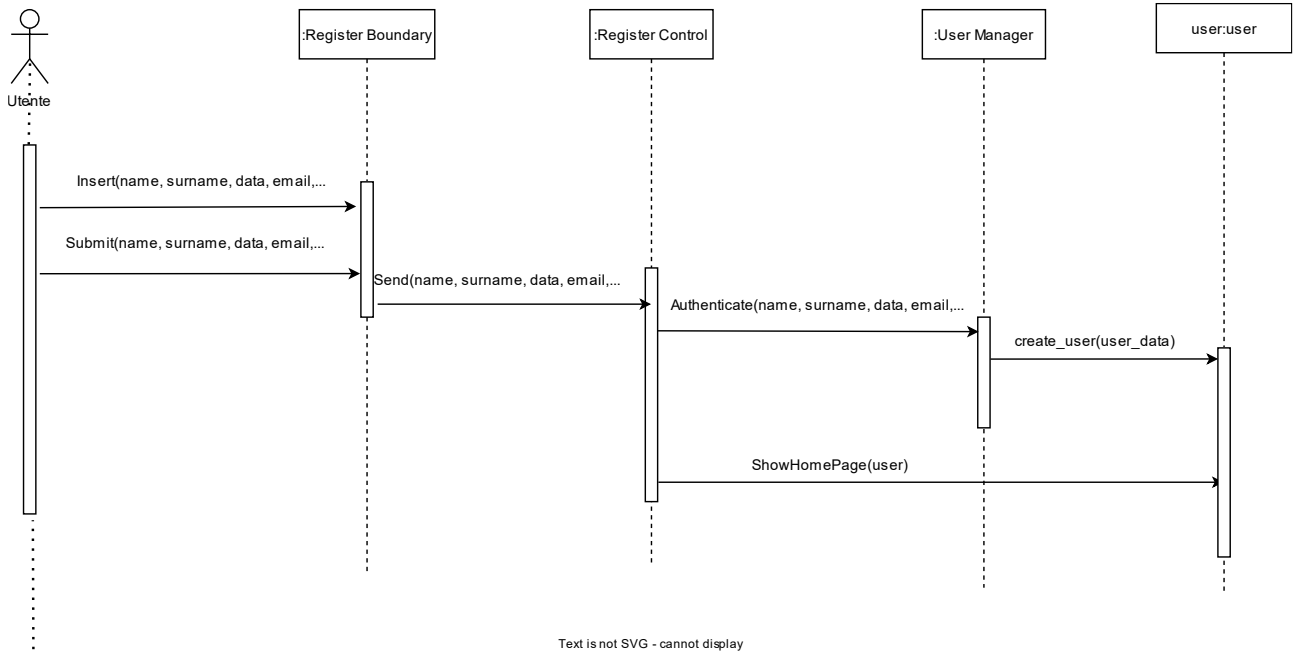 :Register Boundary
:Register Control
:User Manager
user:user
Utente
Insert(name, surname, data, email,...
Submit(name, surname, data, email,...
Send(name, surname, data, email,...
Authenticate(name, surname, data, email,...
create_user(user_data)
ShowHomePage(user)
Text is not SVG - cannot display